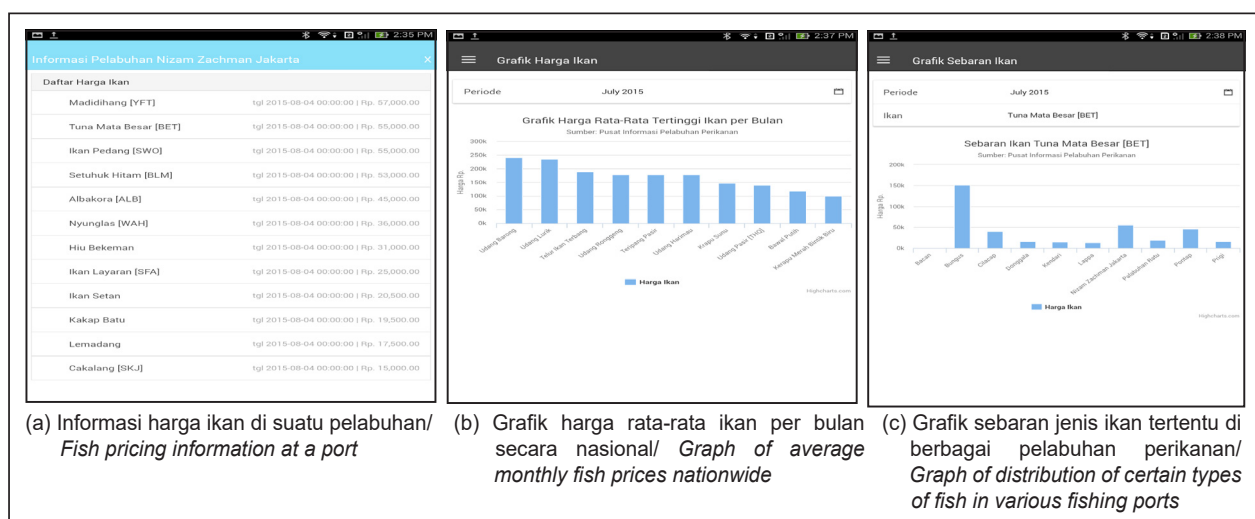 2:35 PM
Informasi Pelabuhan Nizam Zachman Jakarta ×
Daftar Harga Ikan
Madidihang [YFT] tgl 2015-08-04 00:00:00 | Rp. 57,000.00
Tuna Mata Besar [BET] tgl 2015-08-04 00:00:00 | Rp. 55,000.00
Ikan Pedang [SWO] tgl 2015-08-04 00:00:00 | Rp. 55,000.00
Setuhuk Hitam [BLM] tgl 2015-08-04 00:00:00 | Rp. 53,000.00
Albakora [ALB] tgl 2015-08-04 00:00:00 | Rp. 45,000.00
Nyunglas [WAH] tgl 2015-08-04 00:00:00 | Rp. 36,000.00
Hiu Bekeman tgl 2015-08-04 00:00:00 | Rp. 31,000.00
Ikan Layaran [SFA] tgl 2015-08-04 00:00:00 | Rp. 25,000.00
Ikan Setan tgl 2015-08-04 00:00:00 | Rp. 20,500.00
Kakap Batu tgl 2015-08-04 00:00:00 | Rp. 19,500.00
Lemadang tgl 2015-08-04 00:00:00 | Rp. 17,500.00
Cakalang [SKJ] tgl 2015-08-04 00:00:00 | Rp. 15,000.00
(a) Informasi harga ikan di suatu pelabuhan/
Fish pricing information at a port
2:37 PM
Grafik Harga Ikan
Periode July 2015
Grafik Harga Rata-Rata Tertinggi Ikan per Bulan
Sumber: Pusat Informasi Pelabuhan Perikanan
Harga Rp.
300k
250k
200k
150k
100k
50k
0k
Udang Barong
Udang Lurik
Telur Ikan Terbang
Udang Ronggeng
Teripang Pasir
Udang Harimau
Krapu Sunu
Udang Pasir [THQ]
Bawal Putih
Kerapu Merah Bintik Biru
Harga Ikan
Highcharts.com
(b) Grafik harga rata-rata ikan per bulan
secara nasional/ Graph of average
monthly fish prices nationwide
2:38 PM
Grafik Sebaran Ikan
Periode July 2015
Ikan Tuna Mata Besar [BET]
Sebaran Ikan Tuna Mata Besar [BET]
Sumber: Pusat Informasi Pelabuhan Perikanan
Harga Rp.
200k
150k
100k
50k
0k
Bacan
Bungus
Cilacap
Donggala
Kendari
Lappa
Nizam Zachman Jakarta
Pelabuhan Ratu
Pontap
Prigi
Harga Ikan
Highcharts.com
(c) Grafik sebaran jenis ikan tertentu di
berbagai pelabuhan perikanan/
Graph of distribution of certain types
of fish in various fishing ports